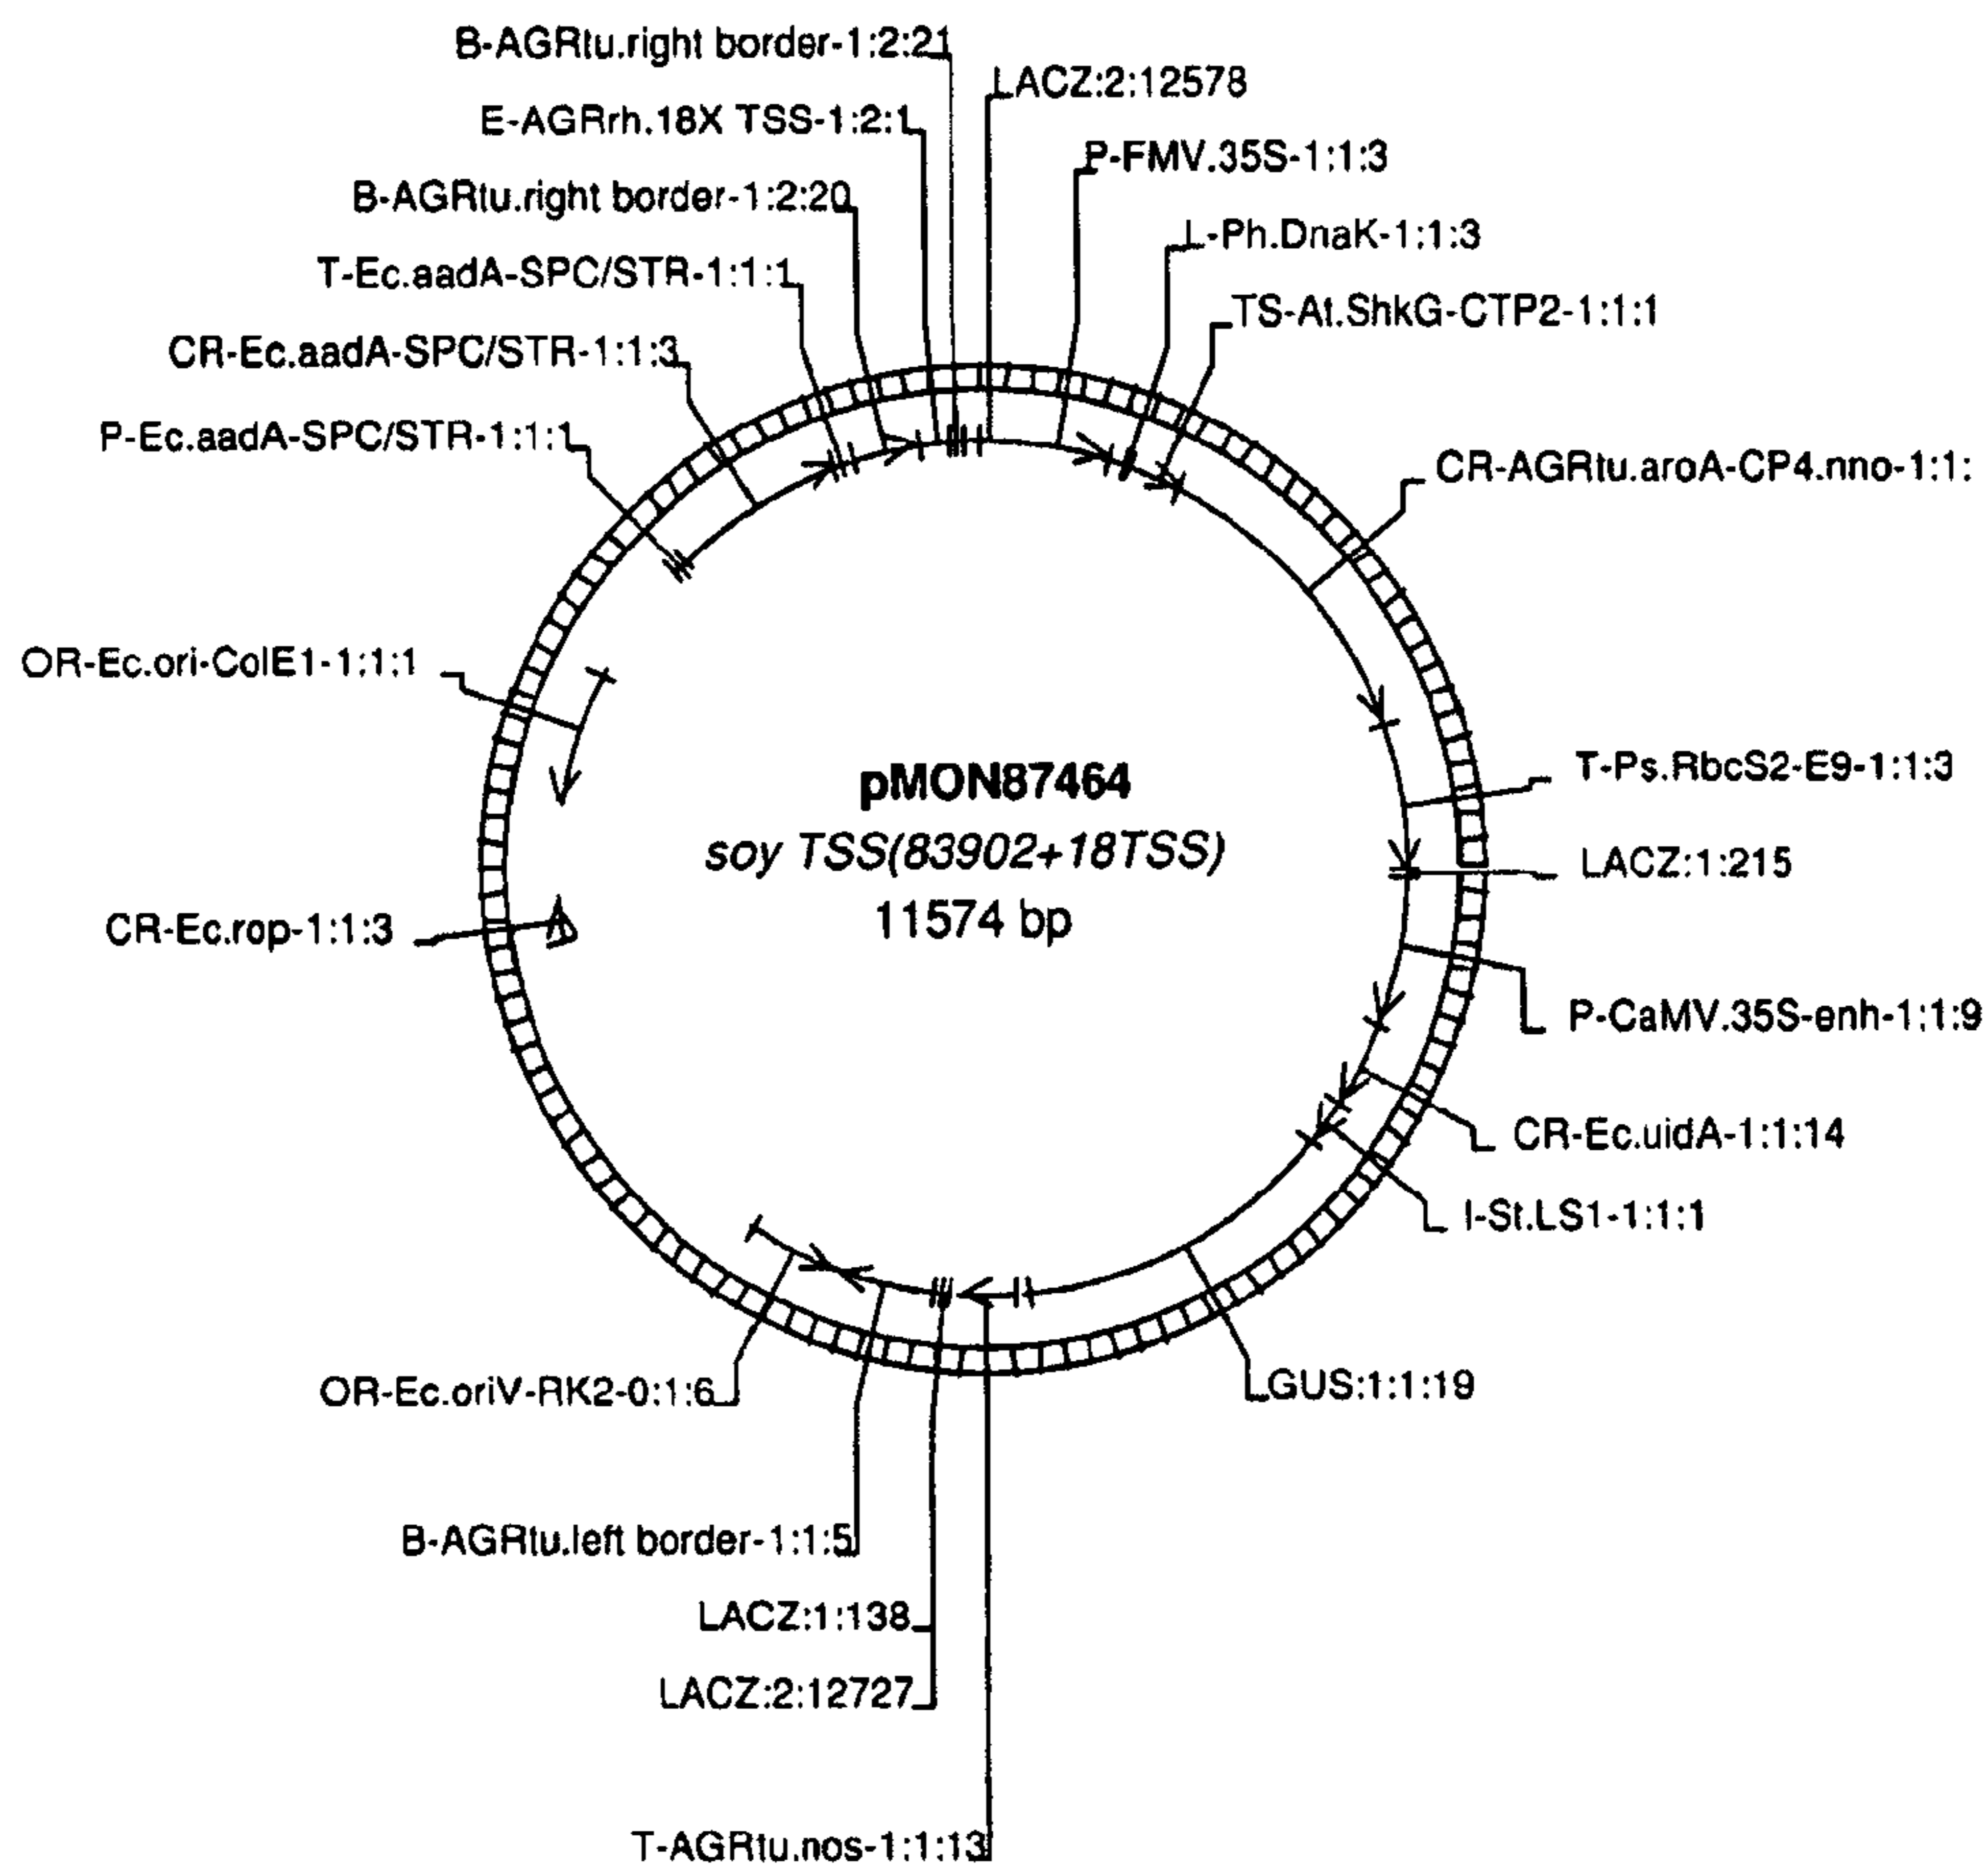 B-AGRtu.right border-1:2:21
LACZ:2:12578
E-AGRrh.18X TSS-1:2:1
P-FMV.35S-1:1:3
B-AGRtu.right border-1:2:20
L-Ph.DnaK-1:1:3
T-Ec.aadA-SPC/STR-1:1:1
TS-At.ShkG-CTP2-1:1:1
CR-Ec.aadA-SPC/STR-1:1:3
P-Ec.aadA-SPC/STR-1:1:1
CR-AGRtu.aroA-CP4.nno-1:1:
OR-Ec.ori-ColE1-1:1:1
T-Ps.RbcS2-E9-1:1:3
pMON87464
soy TSS(83902+18TSS)
11574 bp
LACZ:1:215
CR-Ec.rop-1:1:3
P-CaMV.35S-enh-1:1:9
CR-Ec.uidA-1:1:14
I-St.LS1-1:1:1
GUS:1:1:19
OR-Ec.oriV-RK2-0:1:6
B-AGRtu.left border-1:1:5
LACZ:1:138
LACZ:2:12727
T-AGRtu.nos-1:1:13